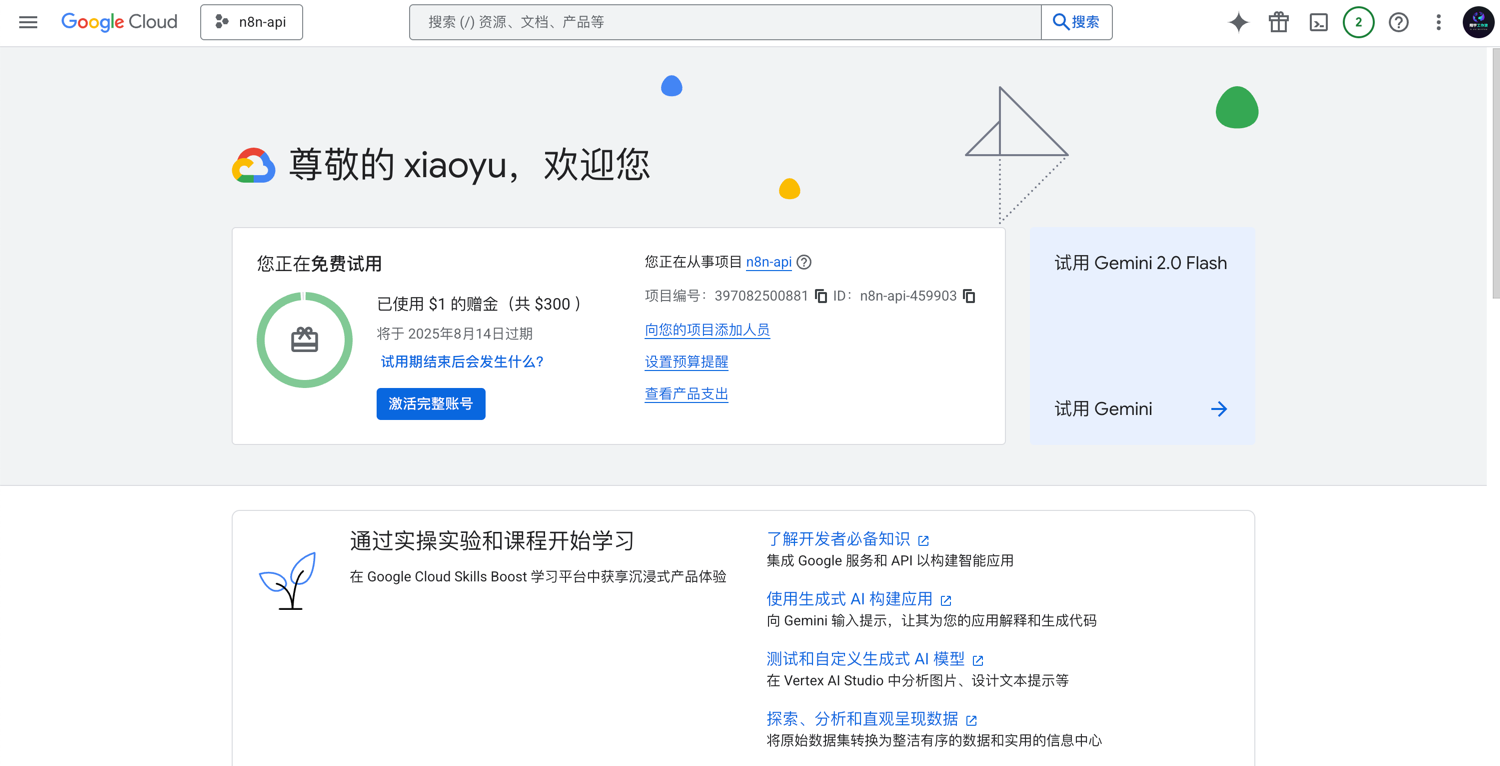 Google Cloud
n8n-api
搜索 (/) 资源、文档、产品等
搜索
2
尊敬的 xiaoyu，欢迎您
您正在免费试用
已使用 $1 的赠金（共 $300 ）
将于 2025年8月14日过期
试用期结束后会发生什么?
激活完整账号
您正在从事项目 n8n-api
项目编号：397082500881 ID：n8n-api-459903
向您的项目添加人员
设置预算提醒
查看产品支出
试用 Gemini 2.0 Flash
试用 Gemini
通过实操实验和课程开始学习
在 Google Cloud Skills Boost 学习平台中获享沉浸式产品体验
了解开发者必备知识
集成 Google 服务和 API 以构建智能应用
使用生成式 AI 构建应用
向 Gemini 输入提示，让其为您的应用解释和生成代码
测试和自定义生成式 AI 模型
在 Vertex AI Studio 中分析图片、设计文本提示等
探索、分析和直观呈现数据
将原始数据集转换为整洁有序的数据和实用的信息中心